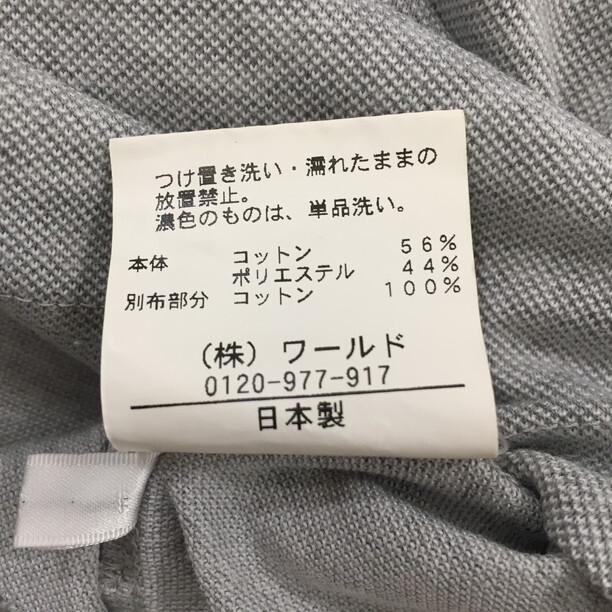 つけ置き洗い・濡れたままの
放置禁止。
濃色のものは、単品洗い。
本体 コットン 56%
ポリエステル 44%
別布部分 コットン 100%
(株) ワールド
0120-977-917
日本製